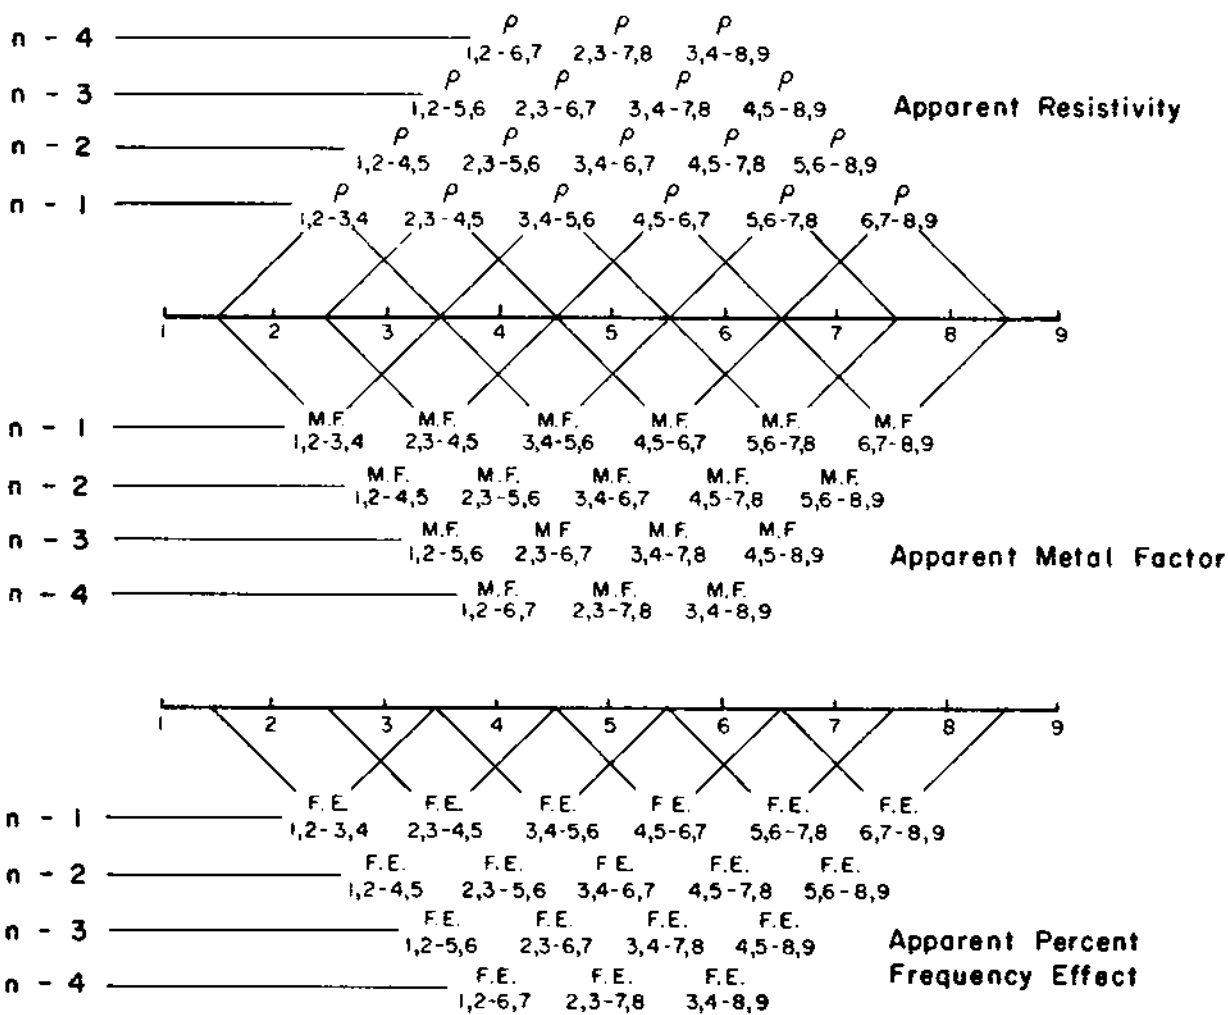 ρ ρ ρ
n - 4 1,2-6,7 2,3-7,8 3,4-8,9
ρ ρ ρ ρ
n - 3 1,2-5,6 2,3-6,7 3,4-7,8 4,5-8,9 Apparent Resistivity
ρ ρ ρ ρ ρ
n - 2 1,2-4,5 2,3-5,6 3,4-6,7 4,5-7,8 5,6-8,9
ρ ρ ρ ρ ρ ρ
n - 1 1,2-3,4 2,3-4,5 3,4-5,6 4,5-6,7 5,6-7,8 6,7-8,9
1 2 3 4 5 6 7 8 9
M.F. M.F. M.F. M.F. M.F. M.F
n - 1 1,2-3,4 2,3-4,5 3,4-5,6 4,5-6,7 5,6-7,8 6,7-8,9
M.F. M.F. M.F. M.F. M.F.
n - 2 1,2-4,5 2,3-5,6 3,4-6,7 4,5-7,8 5,6-8,9
M.F. M.F M.F. M.F
n - 3 1,2-5,6 2,3-6,7 3,4-7,8 4,5-8,9 Apparent Metal Factor
M.F. M.F. M.F.
n - 4 1,2-6,7 2,3-7,8 3,4-8,9
1 2 3 4 5 6 7 8 9
F.E. F.E. F.E. F E. F.E. F.E.
n - 1 1,2-3,4 2,3-4,5 3,4-5,6 4,5-6,7 5,6-7,8 6,7-8,9
F.E. F.E. F E. F.E. F.E.
n - 2 1,2-4,5 2,3-5,6 3,4-6,7 4,5-7,8 5,6-8,9
F.E. F.E. F.E. F.E.
n - 3 1,2-5,6 2,3-6,7 3,4-7,8 4,5-8,9 Apparent Percent
Frequency Effect
F.E. F.E. F.E.
n - 4 1,2-6,7 2,3-7,8 3,4-8,9